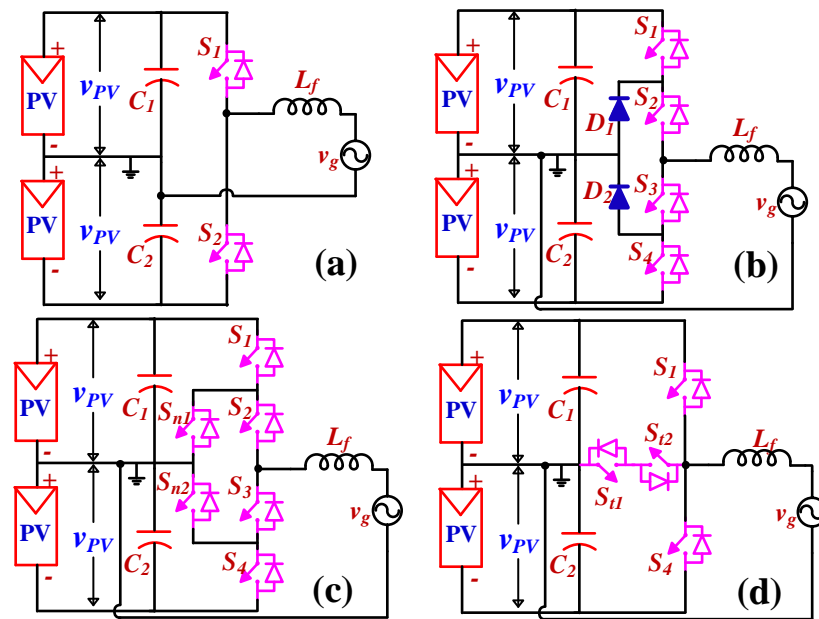 +
PV
-
PV
-
v_PV
v_PV
C_1
C_2
S_1
S_2
L_f
v_g
(a)
+
PV
PV
-
v_PV
v_PV
C_1
C_2
D_1
D_2
S_1
S_2
S_3
S_4
L_f
v_g
(b)
+
PV
PV
-
v_PV
v_PV
C_1
C_2
S_n1
S_n2
S_1
S_2
S_3
S_4
L_f
v_g
(c)
+
PV
PV
-
v_PV
v_PV
C_1
C_2
S_t1
S_t2
S_1
S_4
L_f
v_g
(d)